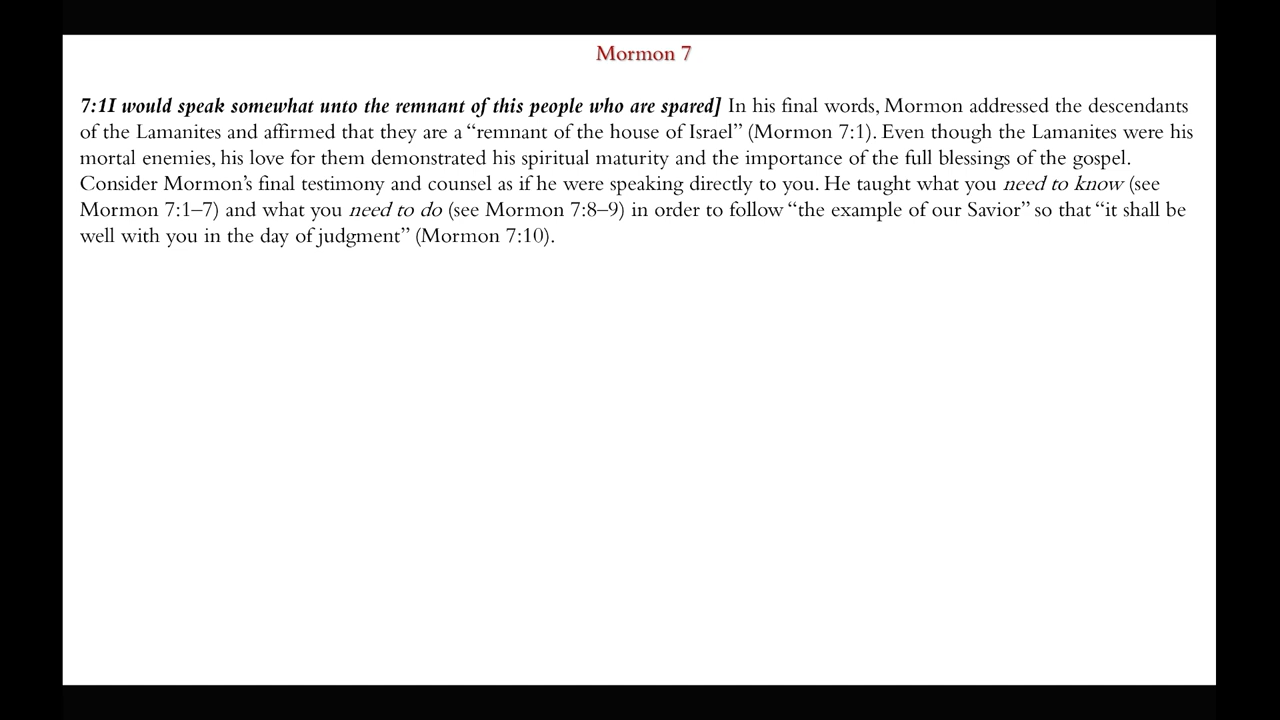 Mormon 7
7:1I would speak somewhat unto the remnant of this people who are spared] In his final words, Mormon addressed the descendants
of the Lamanites and affirmed that they are a “remnant of the house of Israel” (Mormon 7:1). Even though the Lamanites were his
mortal enemies, his love for them demonstrated his spiritual maturity and the importance of the full blessings of the gospel.
Consider Mormon’s final testimony and counsel as if he were speaking directly to you. He taught what you need to know (see
Mormon 7:1–7) and what you need to do (see Mormon 7:8–9) in order to follow “the example of our Savior” so that “it shall be
well with you in the day of judgment” (Mormon 7:10).